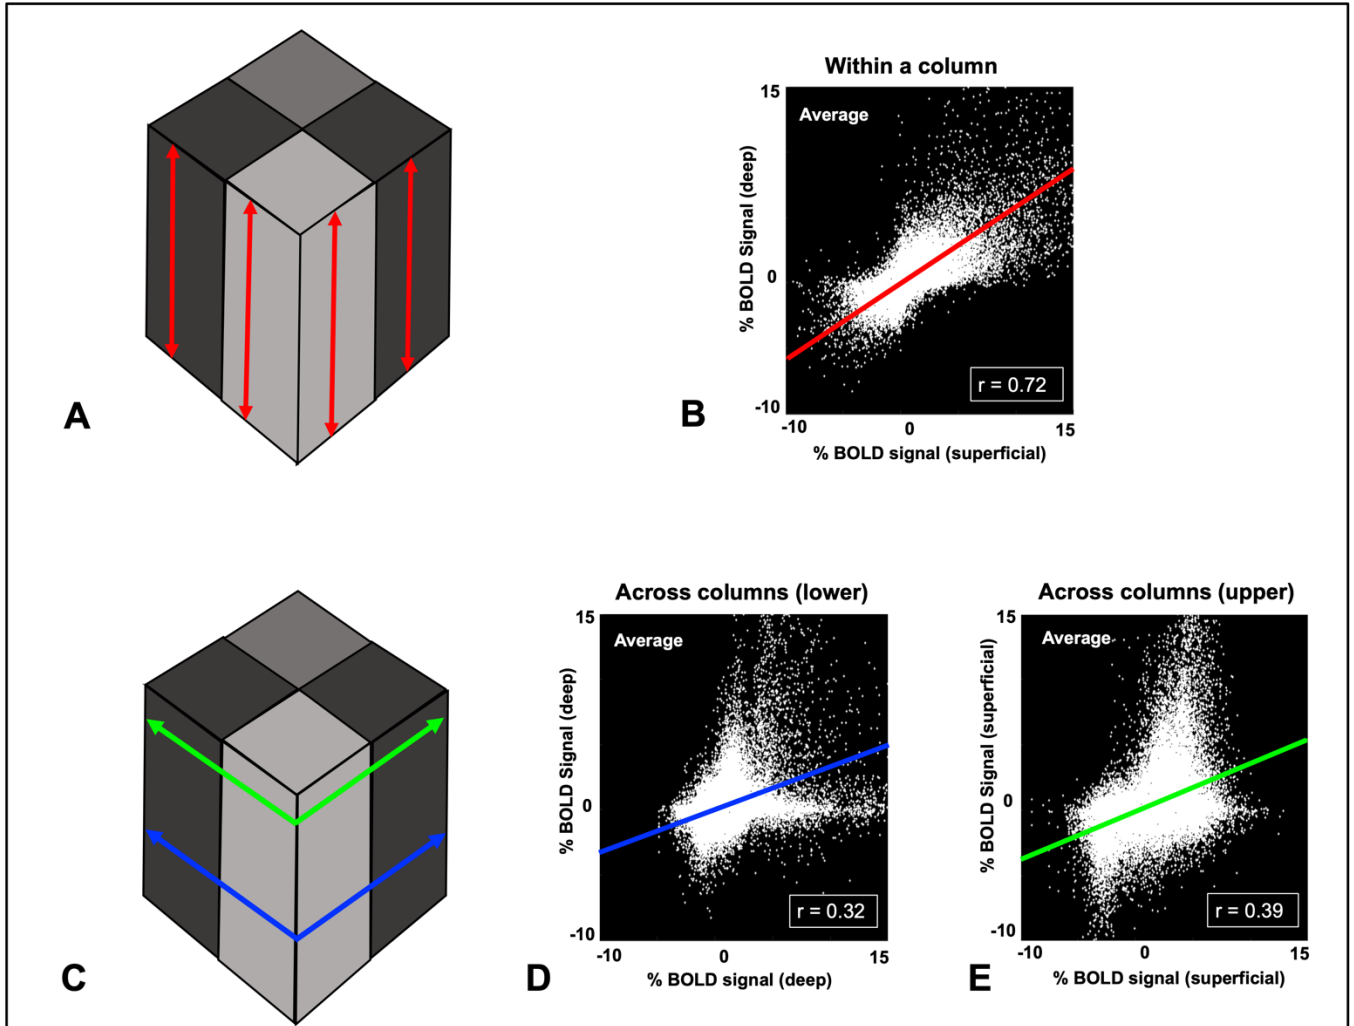 Within a column
15
Average
% BOLD Signal (deep)
0
r = 0.72
-10
-10 0 15
% BOLD signal (superficial)
A
B
Across columns (lower)
15
Average
% BOLD Signal (deep)
0
r = 0.32
-10
-10 0 15
% BOLD signal (deep)
Across columns (upper)
15
Average
% BOLD Signal (superficial)
0
r = 0.39
-10
-10 0 15
% BOLD signal (superficial)
C
D
E